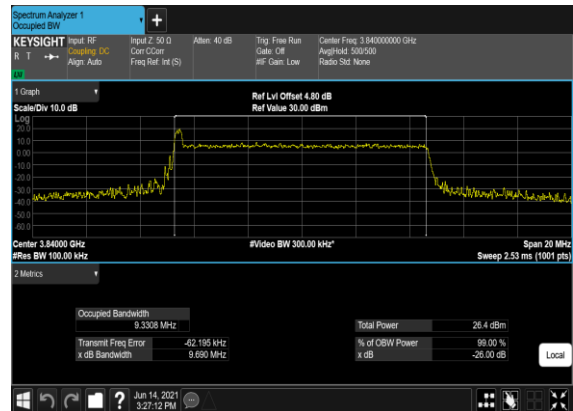 Spectrum Analyzer 1
Occupied BW
+
KEYSIGHT Input: RF Input Z: 50 Ω Atten: 40 dB Trig: Free Run Center Freq: 3.840000000 GHz
R T Coupling: DC Corr CCorr Gate: Off Avg|Hold: 500/500
Align: Auto Freq Ref: Int (S) #IF Gain: Low Radio Std: None
LXI
1 Graph
Ref Lvl Offset 4.80 dB
Scale/Div 10.0 dB Ref Value 30.00 dBm
Log
20.0
10.0
0.00
-10.0
-20.0
-30.0
-40.0
-50.0
-60.0
Center 3.84000 GHz #Video BW 300.00 kHz* Span 20 MHz
#Res BW 100.00 kHz Sweep 2.53 ms (1001 pts)
2 Metrics
Occupied Bandwidth
9.3308 MHz Total Power 26.4 dBm
Transmit Freq Error -62.195 kHz % of OBW Power 99.00 %
x dB Bandwidth 9.690 MHz x dB -26.00 dB
Local
? Jun 14, 2021
3:27:12 PM